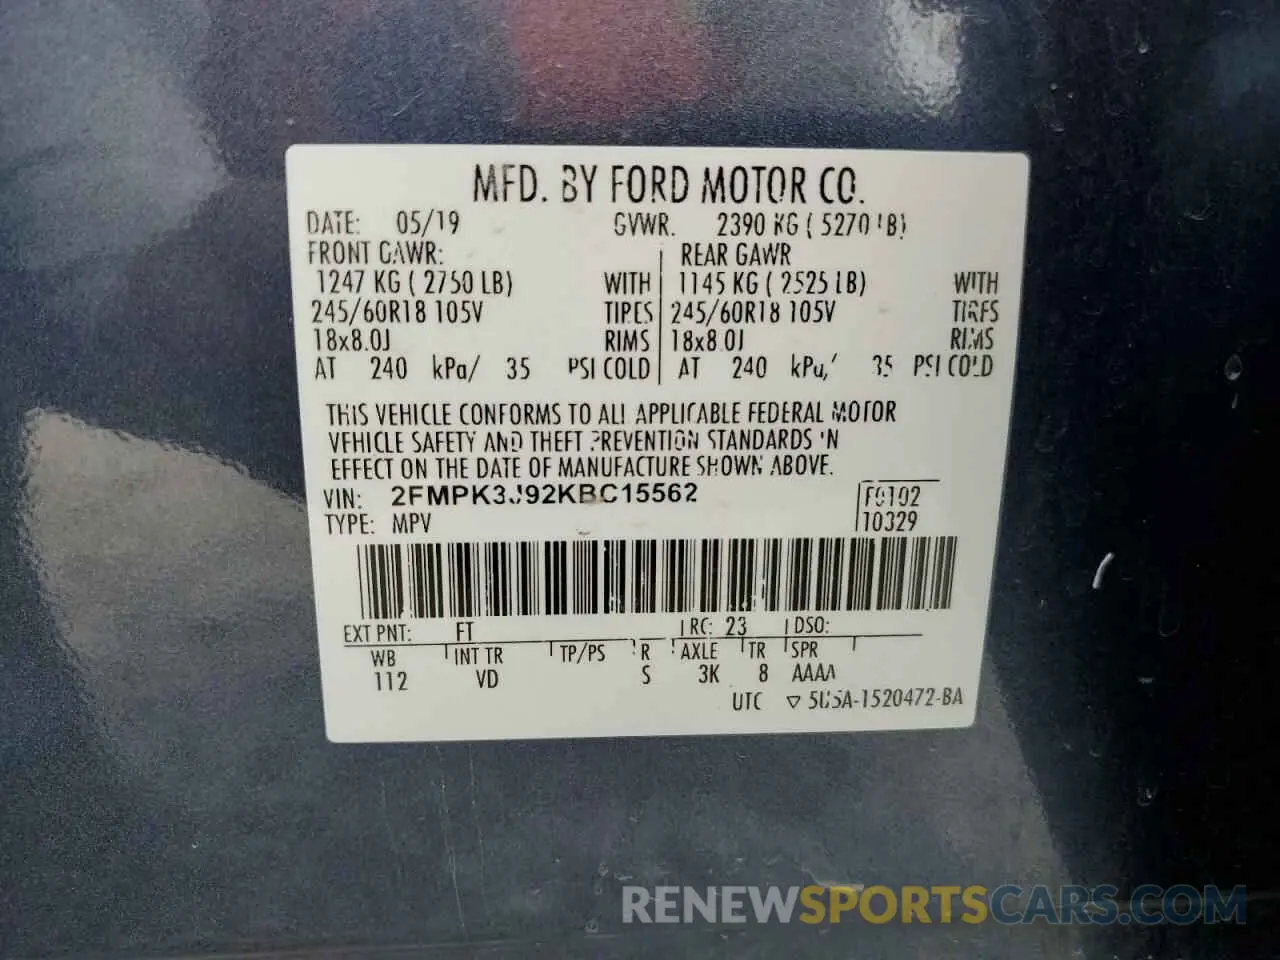 MFD. BY FORD MOTOR CO.
DATE: 05/19 GVWR. 2390 KG ( 5270 LB)
FRONT GAWR: REAR GAWR
1247 KG ( 2750 LB) WITH 1145 KG ( 2525 LB) WITH
245/60R18 105V TIRES 245/60R18 105V TIRES
18x8.0J RIMS 18x8.0J RIMS
AT 240 kPa/ 35 PSI COLD AT 240 kPa/ 35 PSI COLD
THIS VEHICLE CONFORMS TO ALL APPLICABLE FEDERAL MOTOR
VEHICLE SAFETY AND THEFT PREVENTION STANDARDS IN
EFFECT ON THE DATE OF MANUFACTURE SHOWN ABOVE.
VIN: 2FMPK3J92KBC15562 F0102
TYPE: MPV 10329
EXT PNT: FT RC: 23 DSO:
WB INT TR TP/PS R AXLE TR SPR
112 VD S 3K 8 AAAA
UTC ▽ 5U5A-1520472-BA
RENEWSPORTSCARS.COM